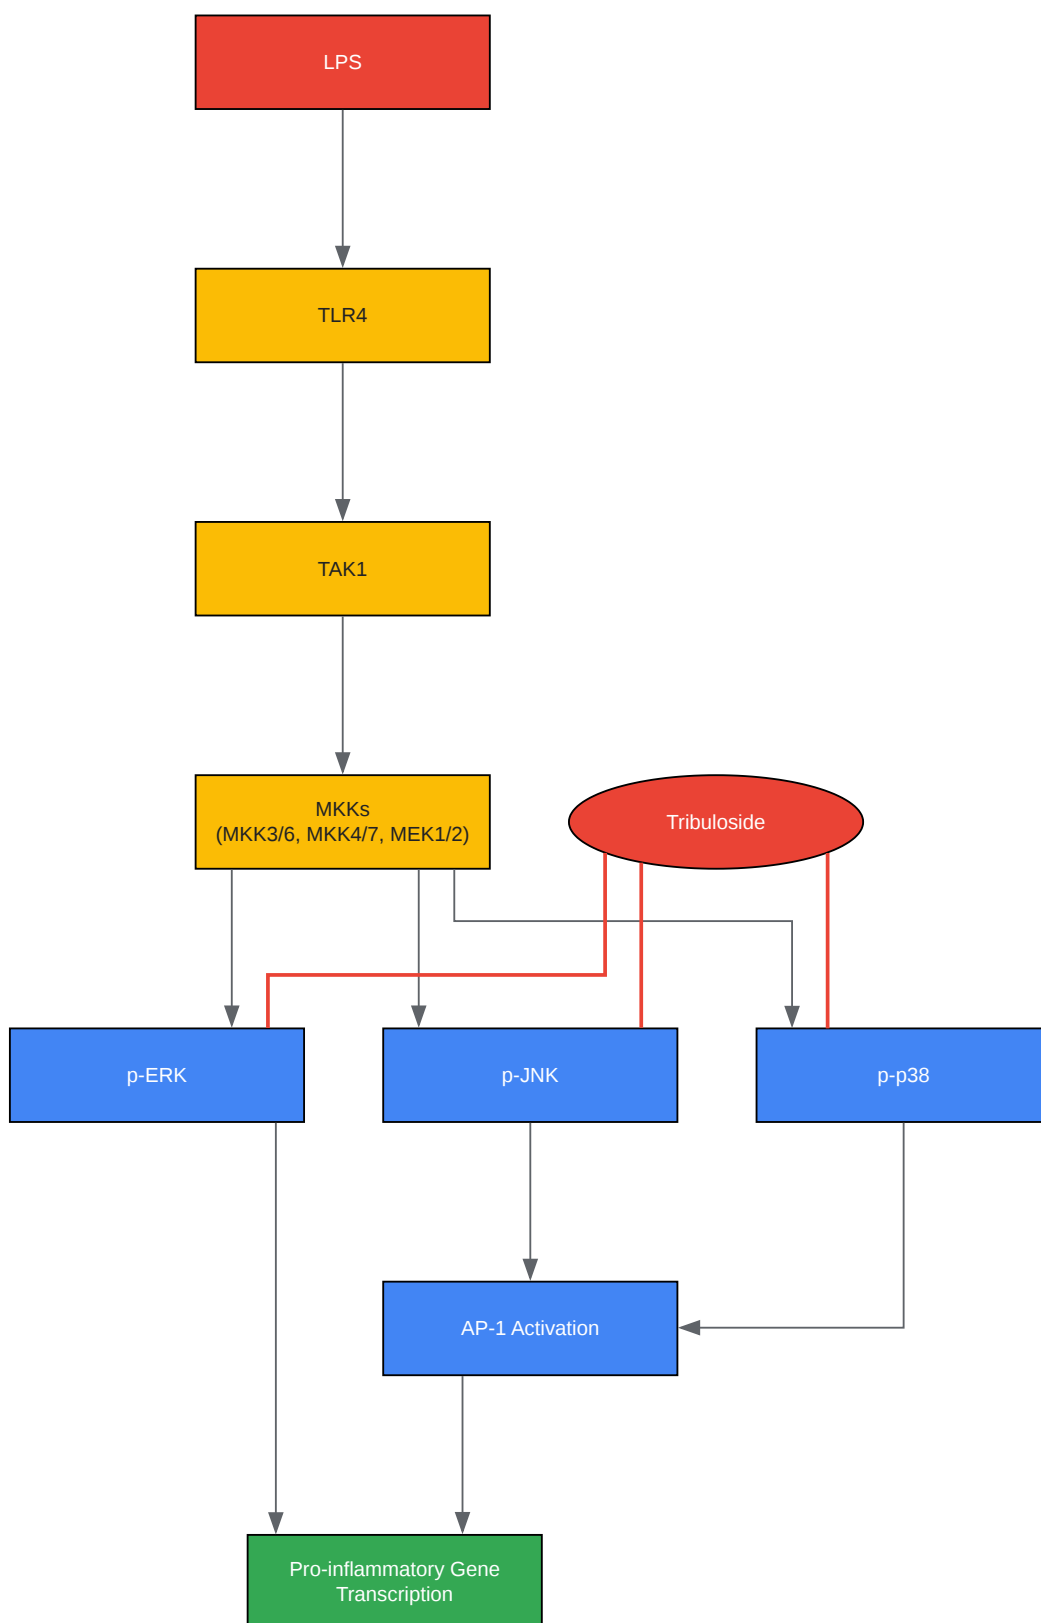 LPS
TLR4
TAK1
MKKs
(MKK3/6, MKK4/7, MEK1/2)
Tribuloside
p-ERK
p-JNK
p-p38
AP-1 Activation
Pro-inflammatory Gene
Transcription